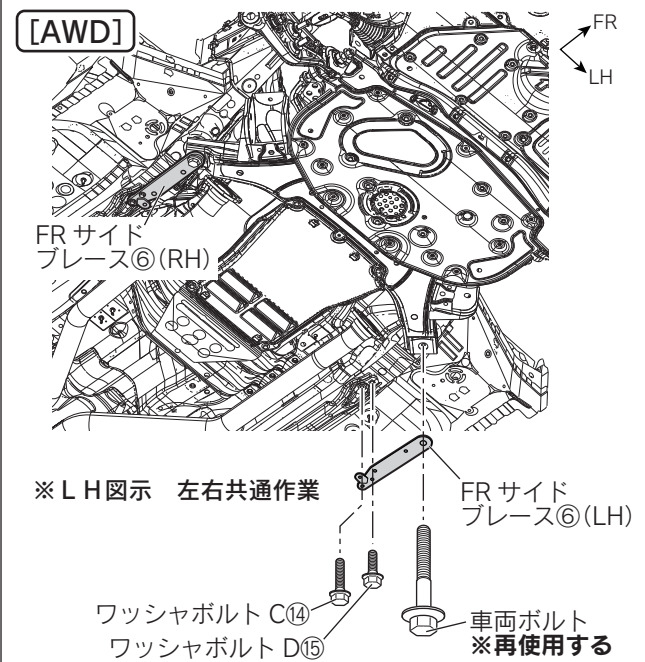 [AWD]
FR
LH
FR サイド
ブレース⑥(RH)
※ＬＨ図示　左右共通作業
FR サイド
ブレース⑥(LH)
ワッシャボルト C⑭
ワッシャボルト D⑮
車両ボルト
※再使用する